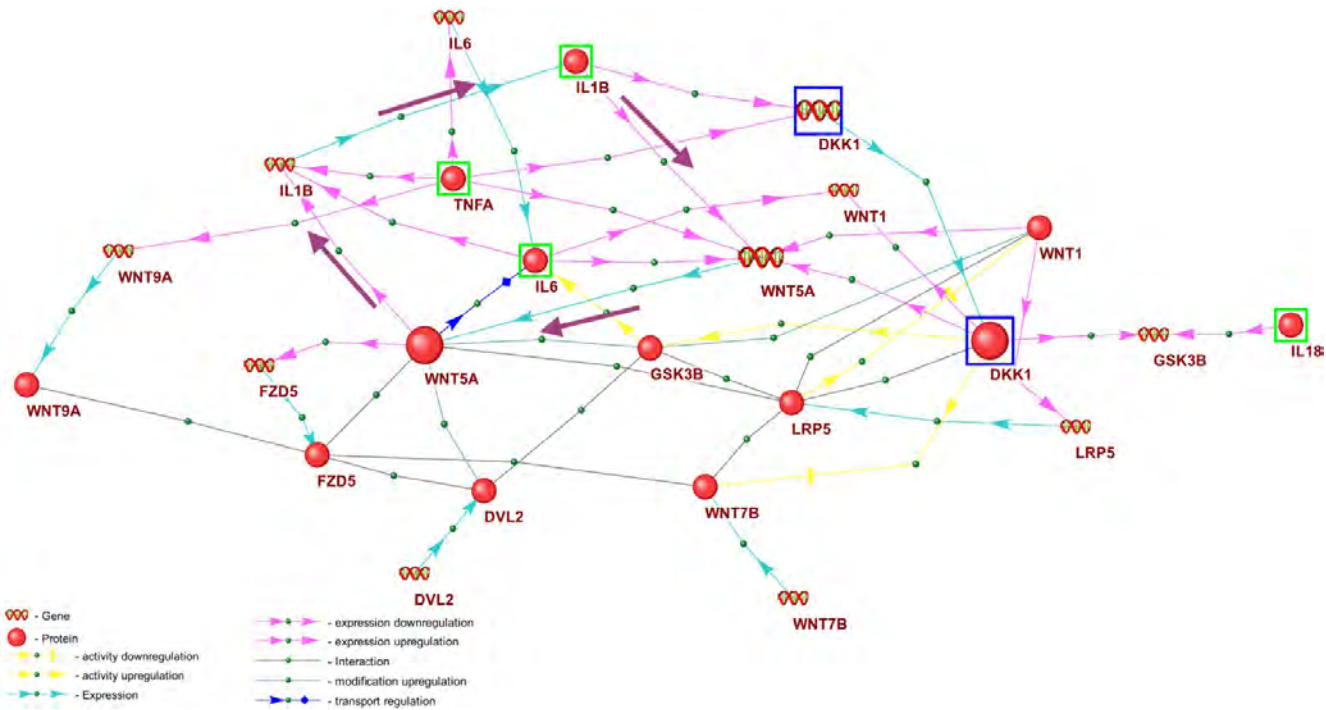 IL6
IL1B
DKK1
IL1B
TNFA
WNT1
WNT1
WNT9A
IL6
WNT5A
IL18
GSK3B
WNT5A
GSK3B
DKK1
FZD5
WNT9A
LRP5
LRP5
FZD5
DVL2
WNT7B
DVL2
WNT7B
- Gene
- Protein
- activity downregulation
- activity upregulation
- Expression
- expression downregulation
- expression upregulation
- Interaction
- modification upregulation
- transport regulation